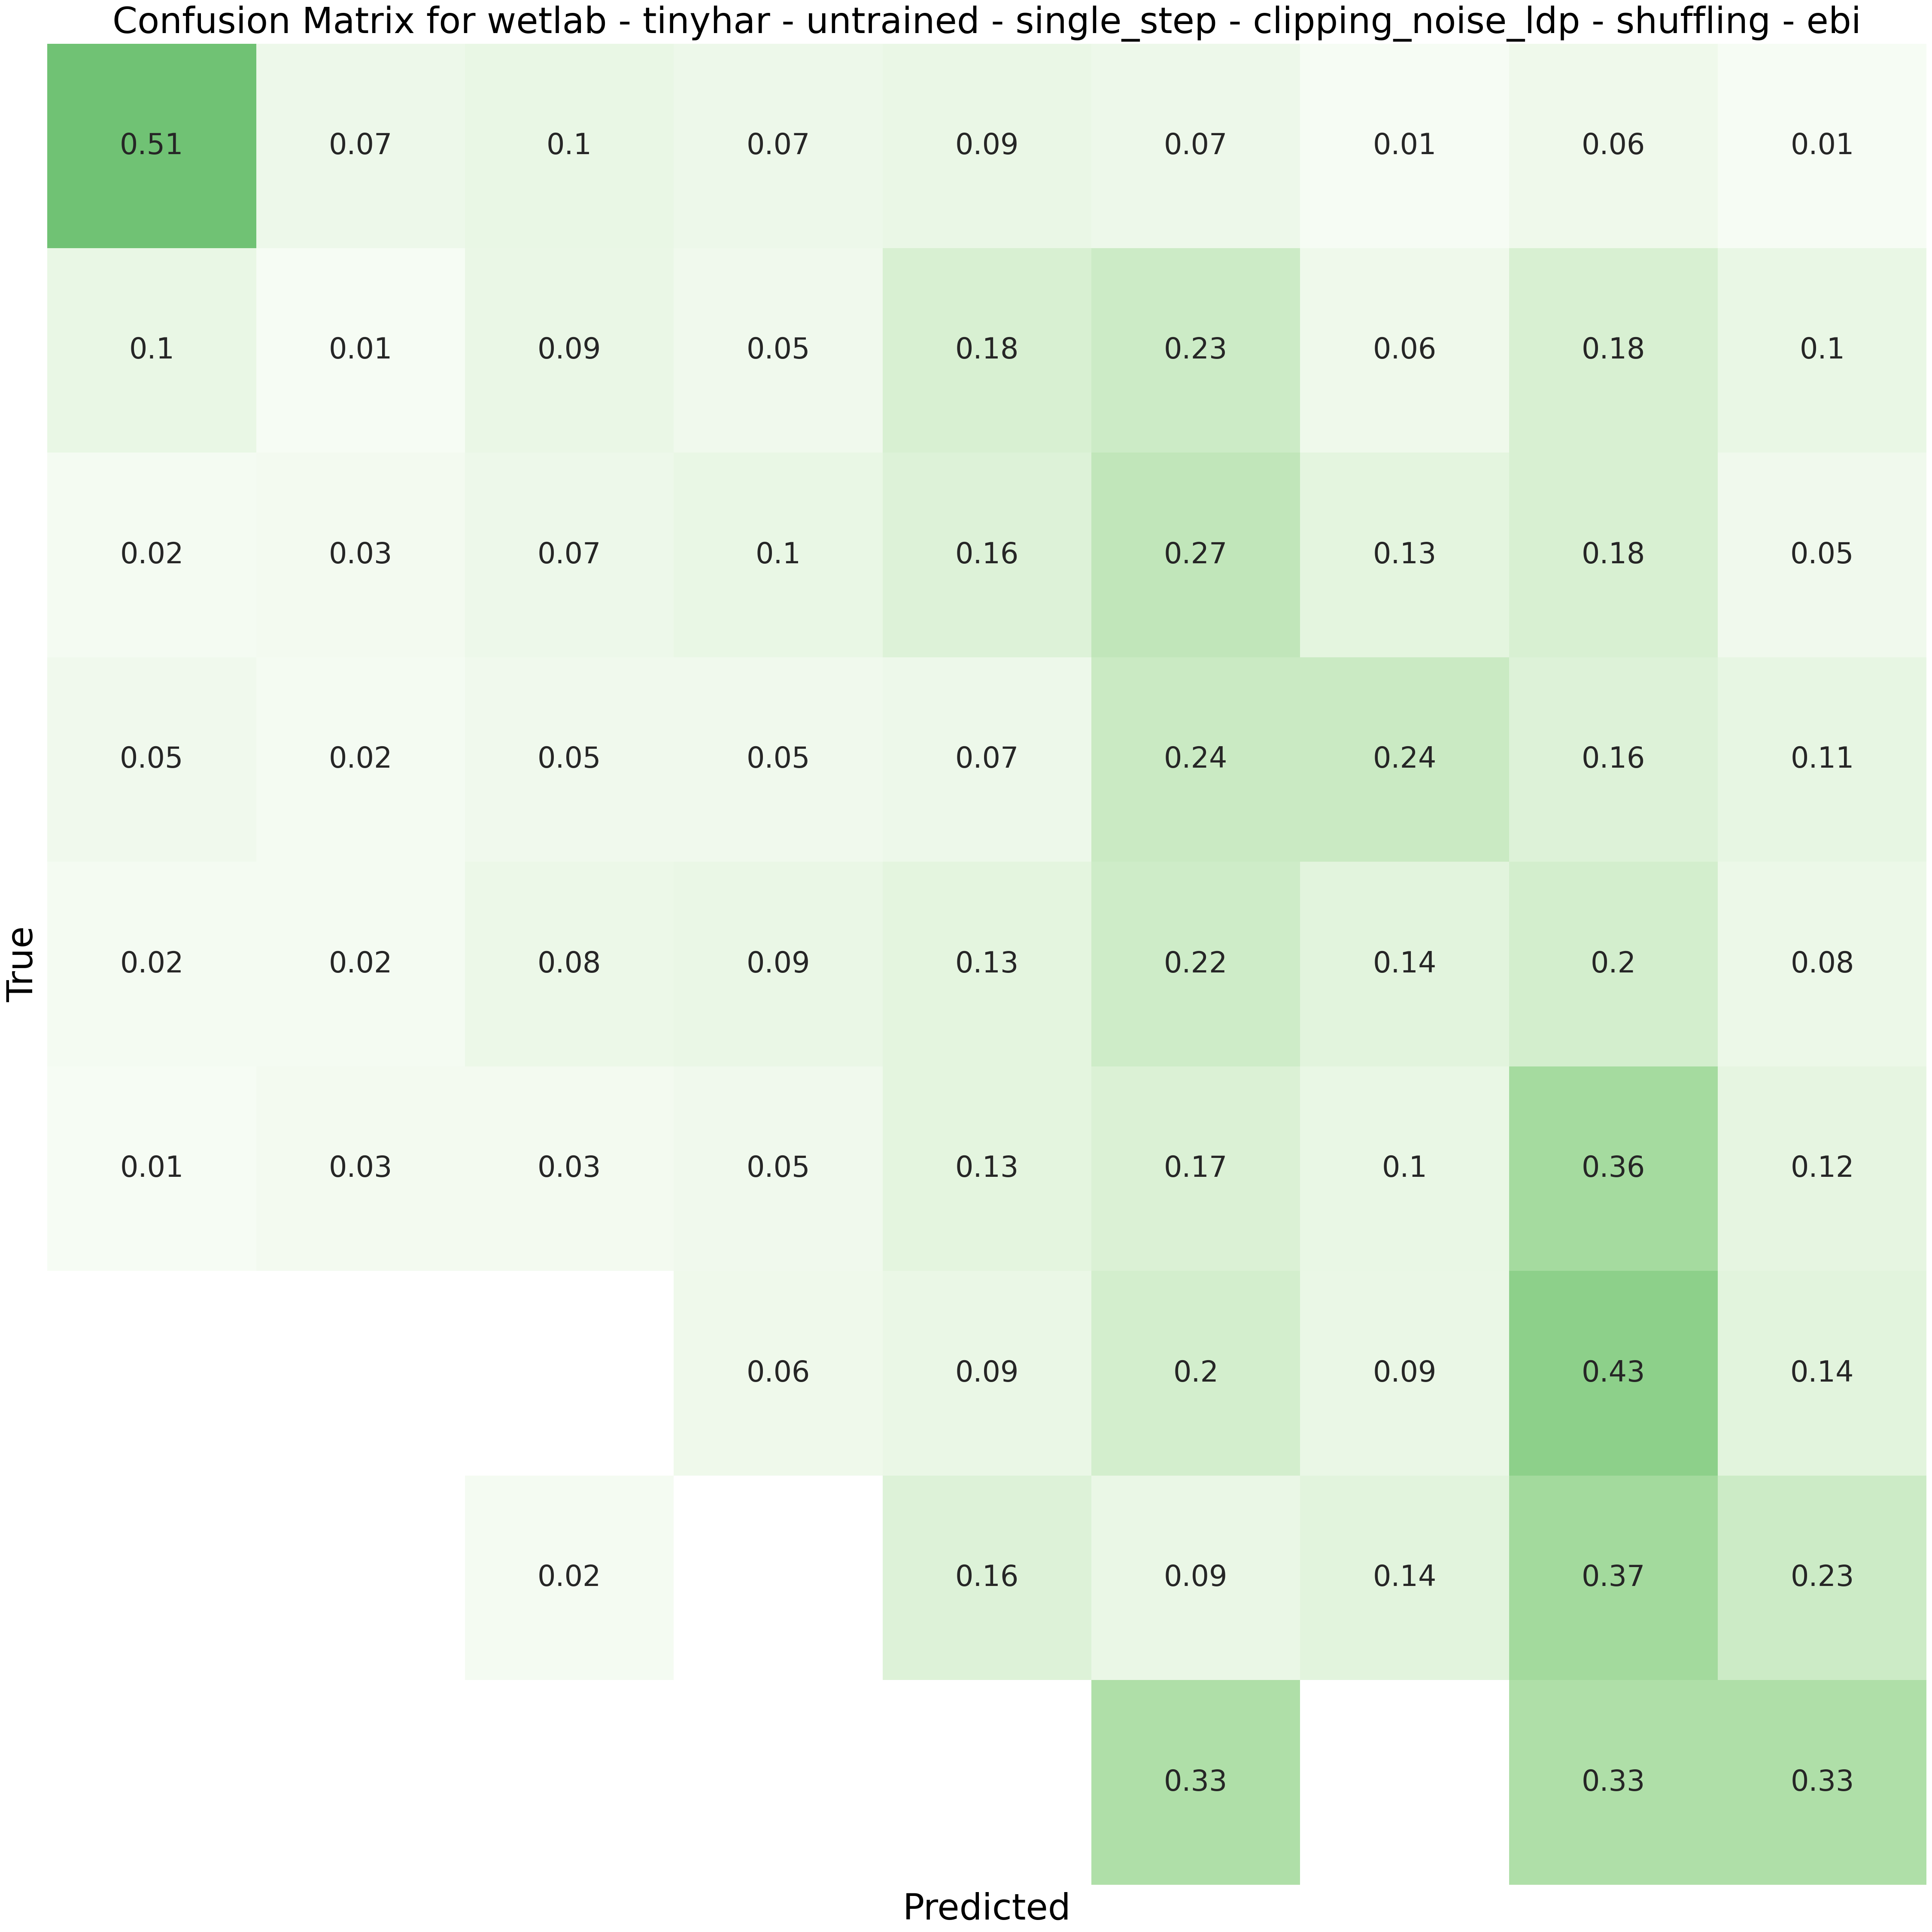 Confusion Matrix for wetlab - tinyhar - untrained - single_step - clipping_noise_ldp - shuffling - ebi
0.51 0.07 0.1 0.07 0.09 0.07 0.01 0.06 0.01
0.1 0.01 0.09 0.05 0.18 0.23 0.06 0.18 0.1
0.02 0.03 0.07 0.1 0.16 0.27 0.13 0.18 0.05
0.05 0.02 0.05 0.05 0.07 0.24 0.24 0.16 0.11
0.02 0.02 0.08 0.09 0.13 0.22 0.14 0.2 0.08
True
0.01 0.03 0.03 0.05 0.13 0.17 0.1 0.36 0.12
0.06 0.09 0.2 0.09 0.43 0.14
0.02 0.16 0.09 0.14 0.37 0.23
0.33 0.33 0.33
Predicted